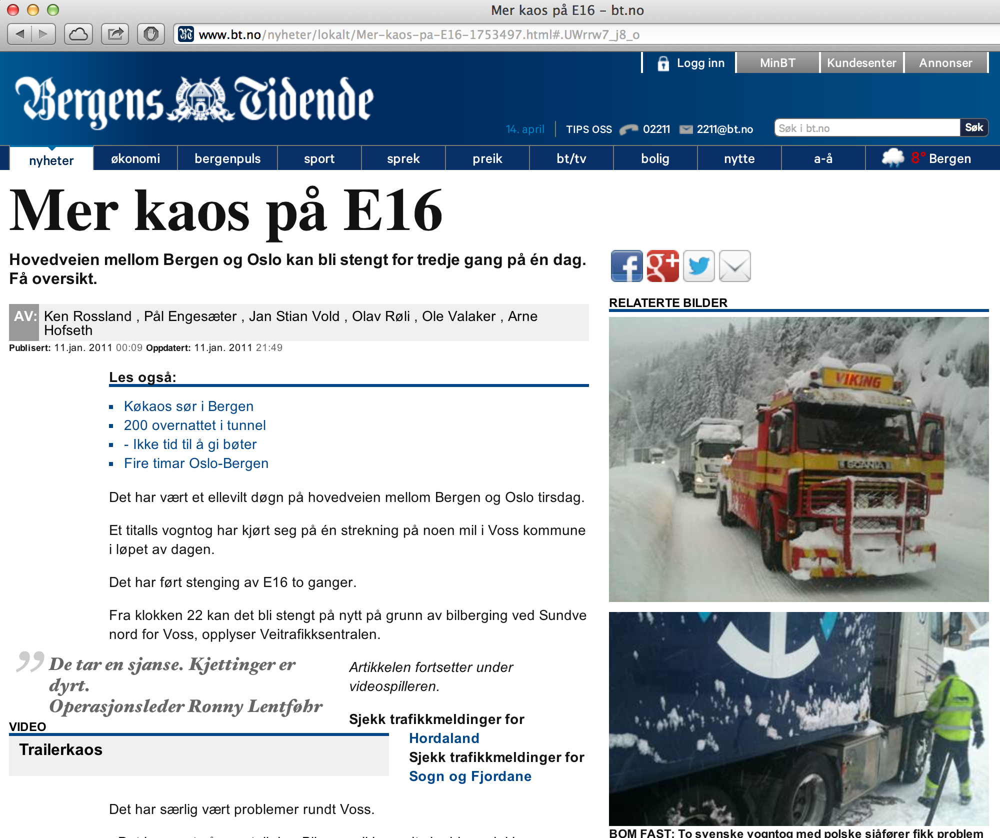 Mer kaos på E16 – bt.no
www.bt.no/nyheter/lokalt/Mer-kaos-pa-E16-1753497.html#.UWrrw7_j8_o
Logg inn
MinBT
Kundesenter
Annonser
Bergens Tidende
14. april
TIPS OSS
02211
2211@bt.no
Søk i bt.no
Søk
nyheter
økonomi
bergenpuls
sport
sprek
preik
bt/tv
bolig
nytte
a-å
8° Bergen
Mer kaos på E16
Hovedveien mellom Bergen og Oslo kan bli stengt for tredje gang på én dag.
Få oversikt.
AV: Ken Rossland , Pål Engesæter , Jan Stian Vold , Olav Røli , Ole Valaker , Arne
Hofseth
Publisert: 11.jan. 2011 00:09 Oppdatert: 11.jan. 2011 21:49
Les også:
Køkaos sør i Bergen
200 overnattet i tunnel
- Ikke tid til å gi bøter
Fire timar Oslo-Bergen
Det har vært et ellevilt døgn på hovedveien mellom Bergen og Oslo tirsdag.
Et titalls vogntog har kjørt seg på én strekning på noen mil i Voss kommune
i løpet av dagen.
Det har ført stenging av E16 to ganger.
Fra klokken 22 kan det bli stengt på nytt på grunn av bilberging ved Sundve
nord for Voss, opplyser Veitrafikksentralen.
” De tar en sjanse. Kjettinger er
dyrt.
Operasjonsleder Ronny Lentføhr
VIDEO
Trailerkaos
Artikkelen fortsetter under
videospilleren.
Sjekk trafikkmeldinger for
Hordaland
Sjekk trafikkmeldinger for
Sogn og Fjordane
Det har særlig vært problemer rundt Voss.
RELATERTE BILDER
VIKING
SCANIA
BOM FAST: To svenske vogntog med polske sjåfører fikk problem